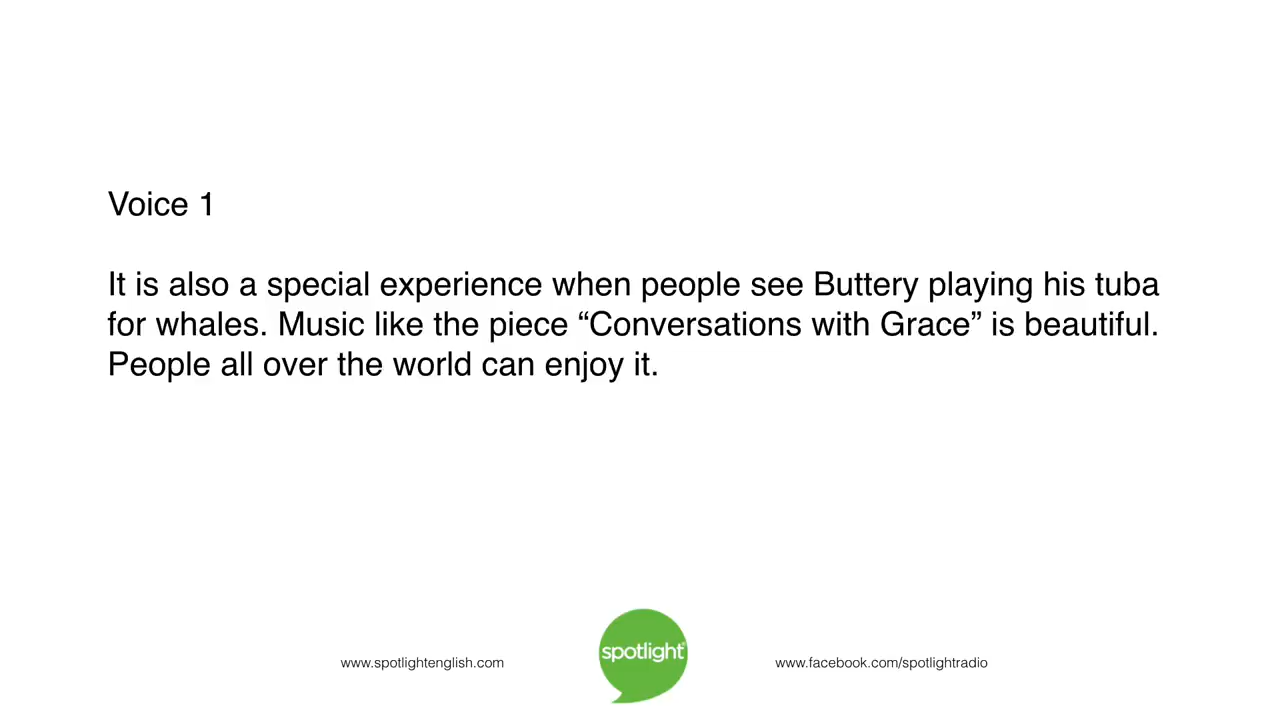 Voice 1
It is also a special experience when people see Buttery playing his tuba
for whales. Music like the piece “Conversations with Grace” is beautiful.
People all over the world can enjoy it.
www.spotlightenglish.com
spotlight®
www.facebook.com/spotlightradio